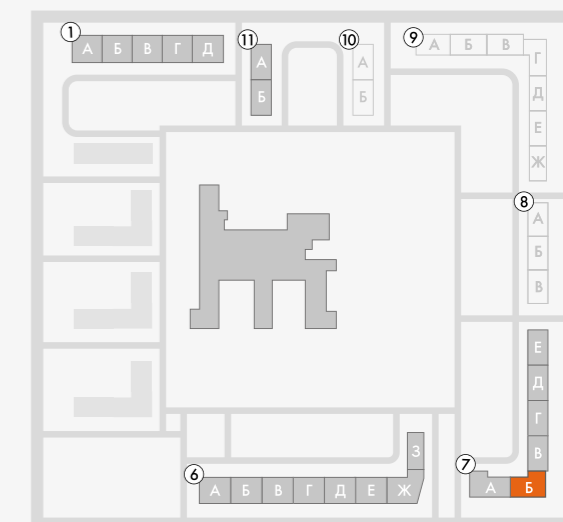 1
А Б В Г Д
11
А
Б
10
А
Б
9
А Б В
Г
Д
Е
Ж
8
А
Б
В
Е
Д
Г
В
7
А Б
6
А Б В Г Д Е Ж
З